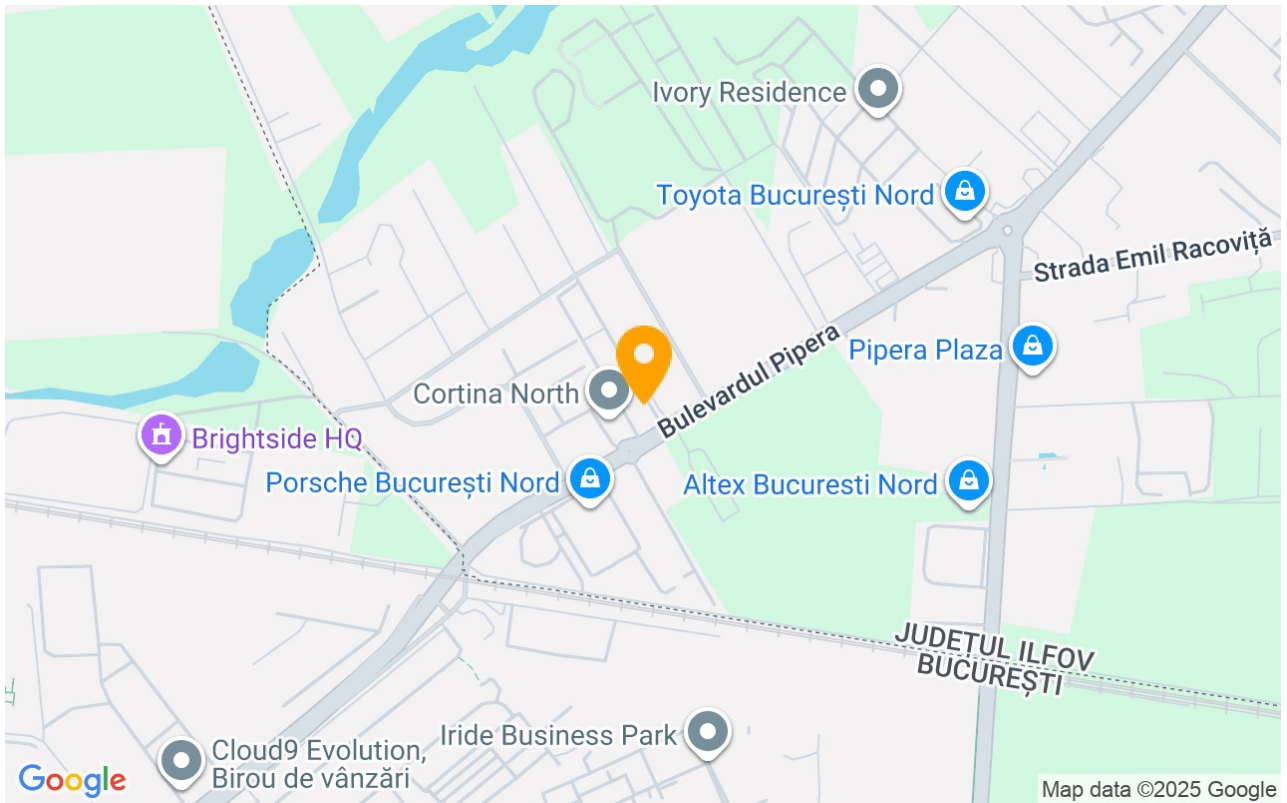 Ivory Residence
Toyota București Nord
Strada Emil Racoviță
Bulevardul Pipera
Pipera Plaza
Cortina North
Brightside HQ
Porsche București Nord
Altex Bucuresti Nord
JUDEȚUL ILFOV
BUCUREȘTI
Iride Business Park
Cloud9 Evolution,
Birou de vânzări
Google
Map data ©2025 Google